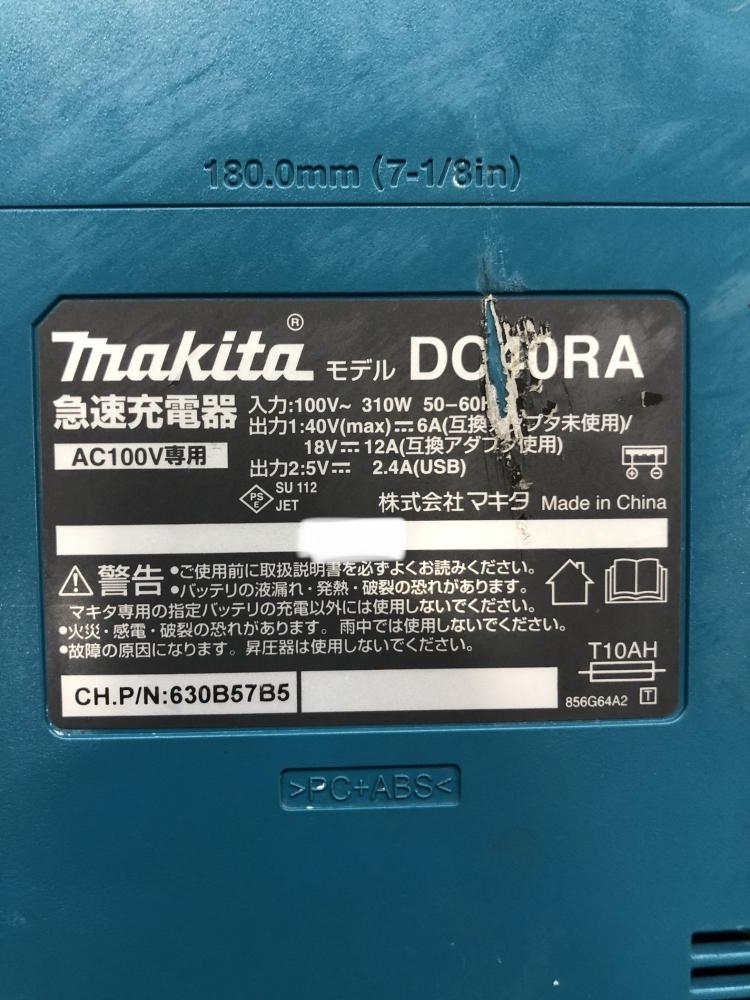 180.0mm (7-1/8in)
makita® モデル DC40RA
急速充電器
AC100V専用
入力:100V~ 310W 50-60H
出力1:40V(max)⎓6A(互換アダプタ未使用)/
18V⎓12A(互換アダプタ使用)
出力2:5V⎓ 2.4A(USB)
PS
E
SU 112
JET
株式会社マキタ Made in China
警告 •ご使用前に取扱説明書を必ずよくお読みください。
•バッテリの液漏れ・発熱・破裂の恐れがあります。
マキタ専用の指定バッテリの充電以外には使用しないでください。
•火災・感電・破裂の恐れがあります。雨中では使用しないでください。
•故障の原因になります。昇圧器は使用しないでください。
T10AH
CH.P/N:630B57B5
856G64A2 T
>PC+ABS<